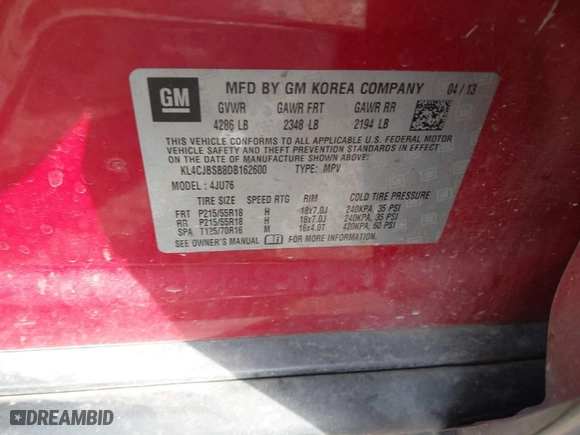 GM
MFD BY GM KOREA COMPANY 04 / 13
GVWR GAWR FRT GAWR RR
4286 LB 2348 LB 2194 LB
THIS VEHICLE CONFORMS TO ALL APPLICABLE U.S. FEDERAL MOTOR
VEHICLE SAFETY AND THEFT PREVENTION STANDARDS IN EFFECT
ON THE DATE OF MANUFACTURE SHOWN ABOVE.
KL4CJBSB8DB162600 TYPE: MPV
MODEL : 4JU76
TIRE SIZE SPEED RTG RIM COLD TIRE PRESSURE
FRT P215/55R18 H 18x7.0J 240KPA, 35 PSI
RR P215/55R18 H 18x7.0J 240KPA, 35 PSI
SPA T125/70R16 M 16x4.0T 420KPA, 60 PSI
SEE OWNER'S MANUAL FOR MORE INFORMATION.
DREAMBID